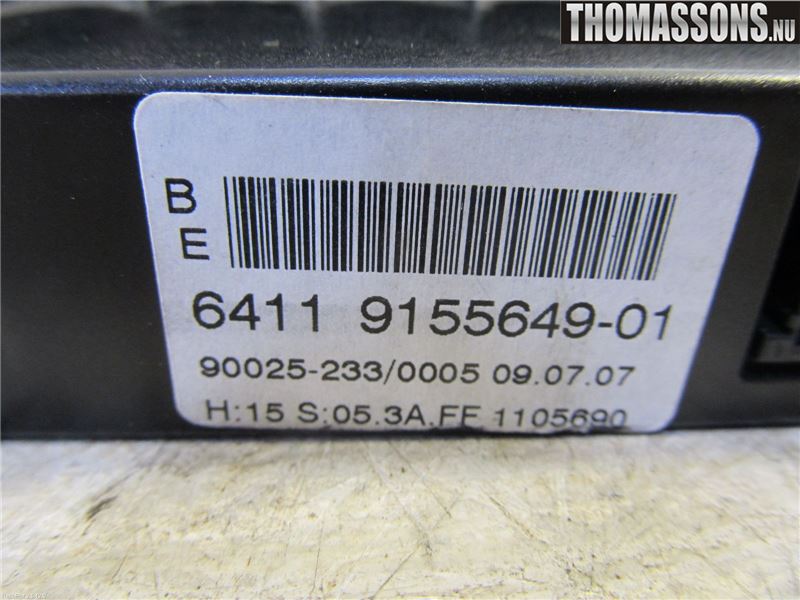 THOMASSONS.NU
B
E
6411 9155649-01
90025-233/0005 09.07.07
H:15 S:05.3A.FF 1105690